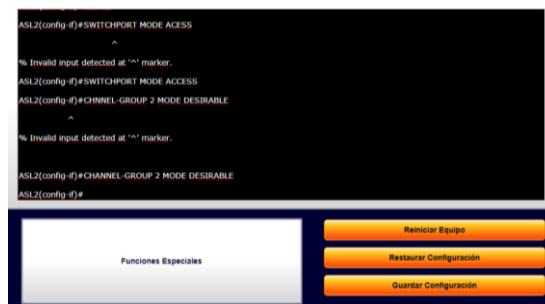 ASL2(config-if)#SWITCHPORT MODE ACESS
^
% Invalid input detected at '^' marker.
ASL2(config-if)#SWITCHPORT MODE ACCESS
ASL2(config-if)#CHNNEL-GROUP 2 MODE DESIRABLE
^
% Invalid input detected at '^' marker.
ASL2(config-if)#CHANNEL-GROUP 2 MODE DESIRABLE
ASL2(config-if)#
Funciones Especiales
Reiniciar Equipo
Restaurar Configuración
Guardar Configuración